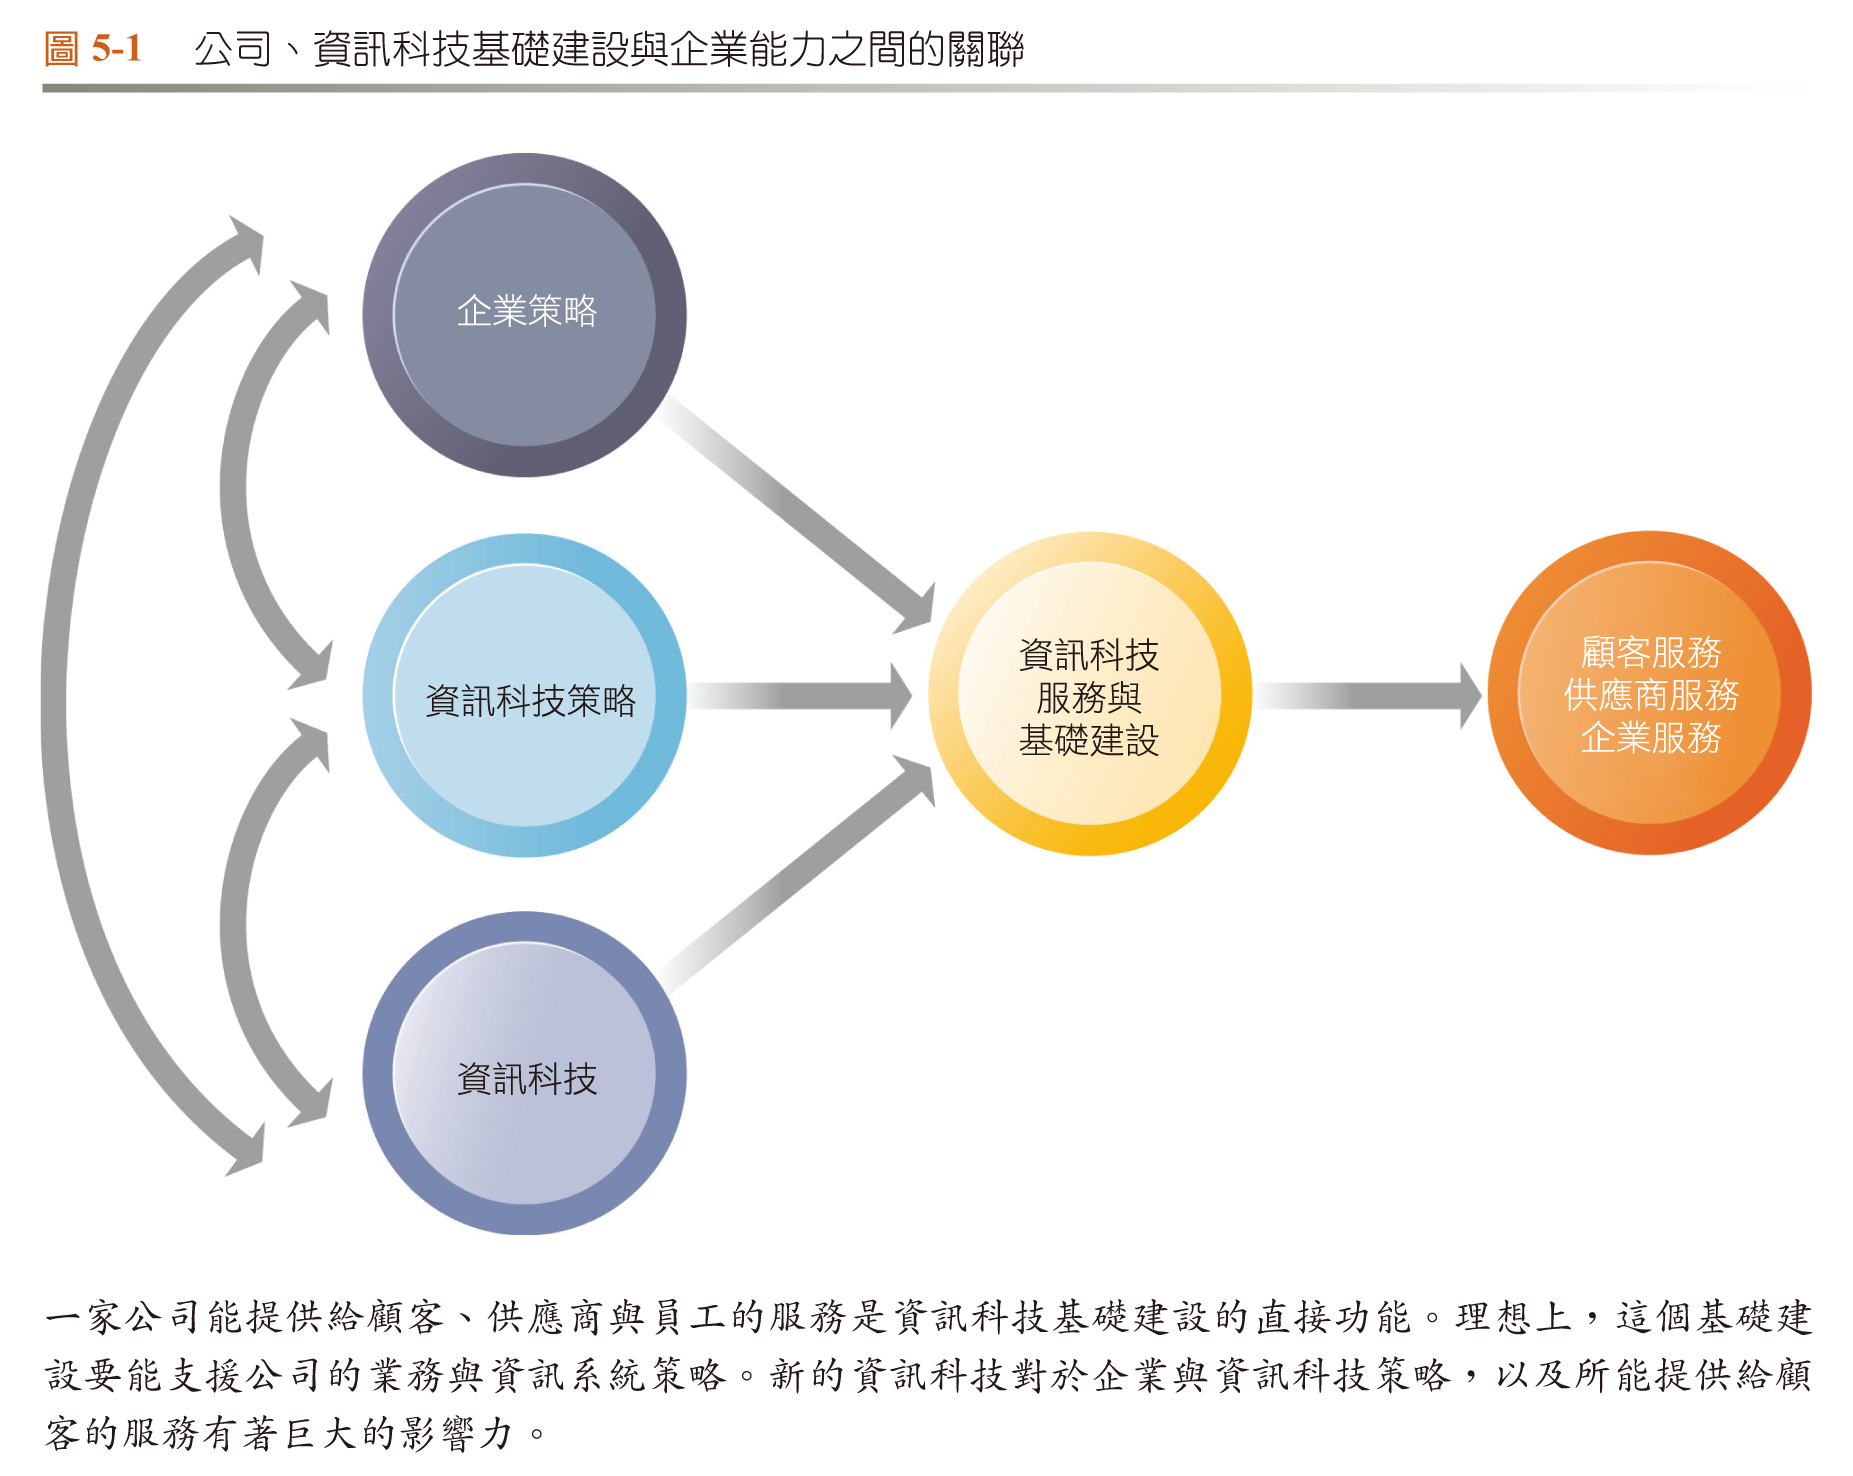 圖 5-1 公司、資訊科技基礎建設與企業能力之間的關聯
企業策略
資訊科技策略
資訊科技
資訊科技
服務與
基礎建設
顧客服務
供應商服務
企業服務
一家公司能提供給顧客、供應商與員工的服務是資訊科技基礎建設的直接功能。理想上，這個基礎建
設要能支援公司的業務與資訊系統策略。新的資訊科技對於企業與資訊科技策略，以及所能提供給顧
客的服務有著巨大的影響力。